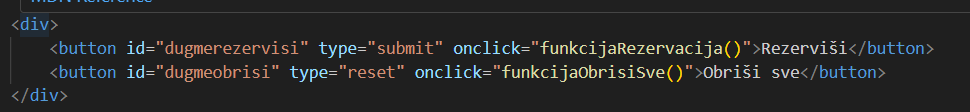 MDN Reference
<div>
<button id="dugmerezervisi" type="submit" onclick="funkcijaRezervacija()">Rezerviši</button>
<button id="dugmeobrisi" type="reset" onclick="funkcijaObrisiSve()">Obriši sve</button>
</div>